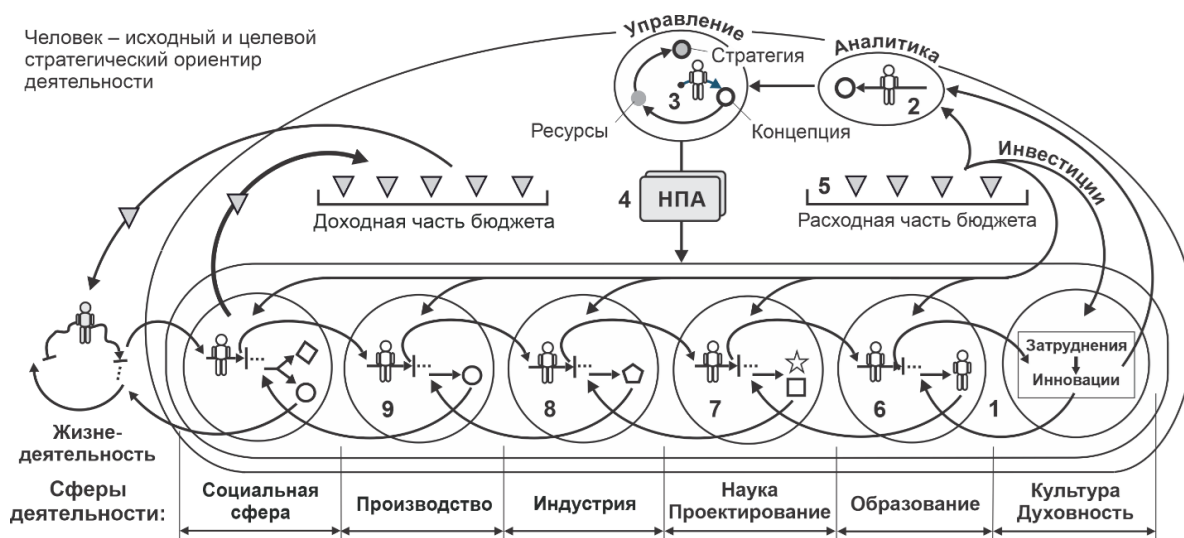 Человек – исходный и целевой
стратегический ориентир
деятельности
Управление
Стратегия
3
Ресурсы
Концепция
Аналитика
2
Инвестиции
4
НПА
5
Доходная часть бюджета
Расходная часть бюджета
Затруднения
Инновации
9
8
7
6
1
Жизне-
деятельность
Сферы
деятельности:
Социальная
сфера
Производство
Индустрия
Наука
Проектирование
Образование
Культура
Духовность